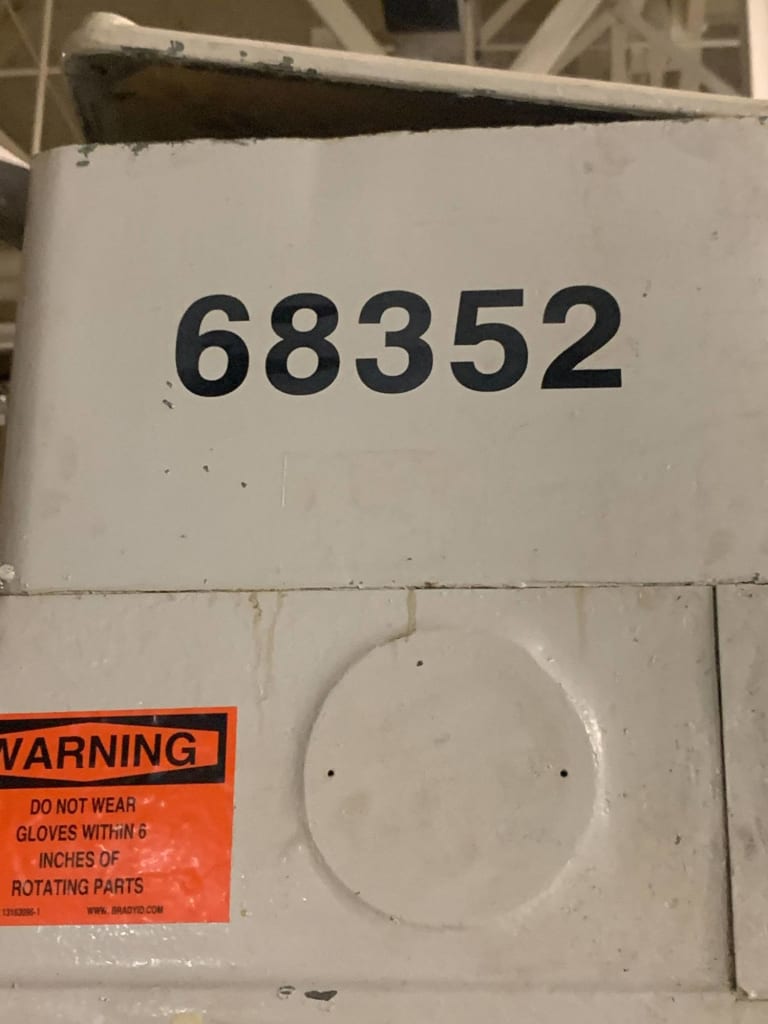 68352
WARNING
DO NOT WEAR
GLOVES WITHIN 6
INCHES OF
ROTATING PARTS
WWW. BRADYID.COM